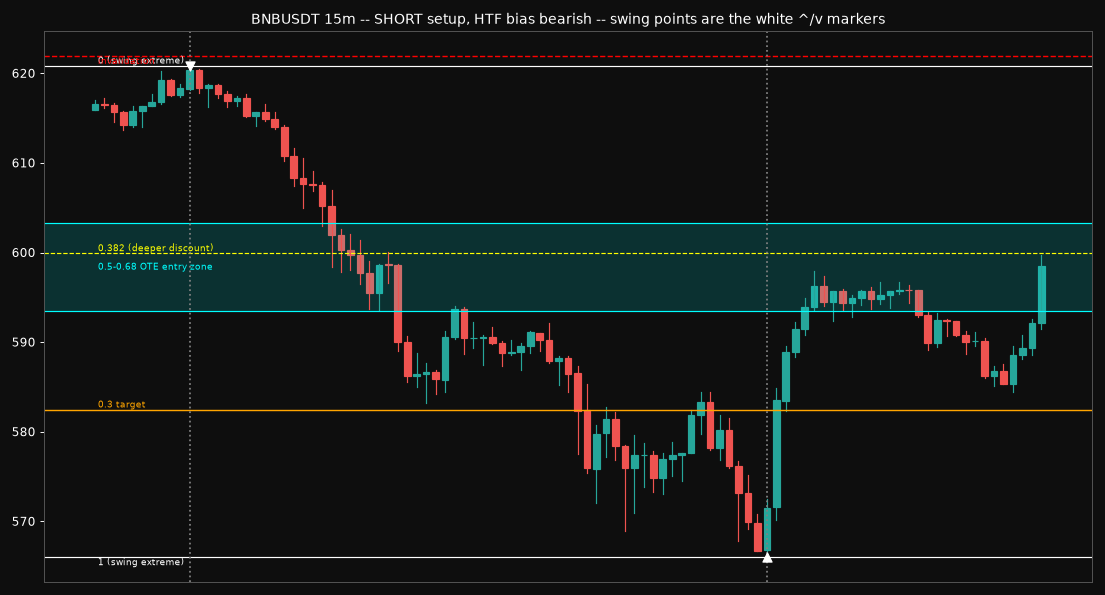 BNBUSDT 15m -- SHORT setup, HTF bias bearish -- swing points are the white ^/v markers
0 (swing extreme)
620
610
0.382 (deeper discount)
600
0.5-0.68 OTE entry zone
590
0.3 target
580
570
1 (swing extreme)